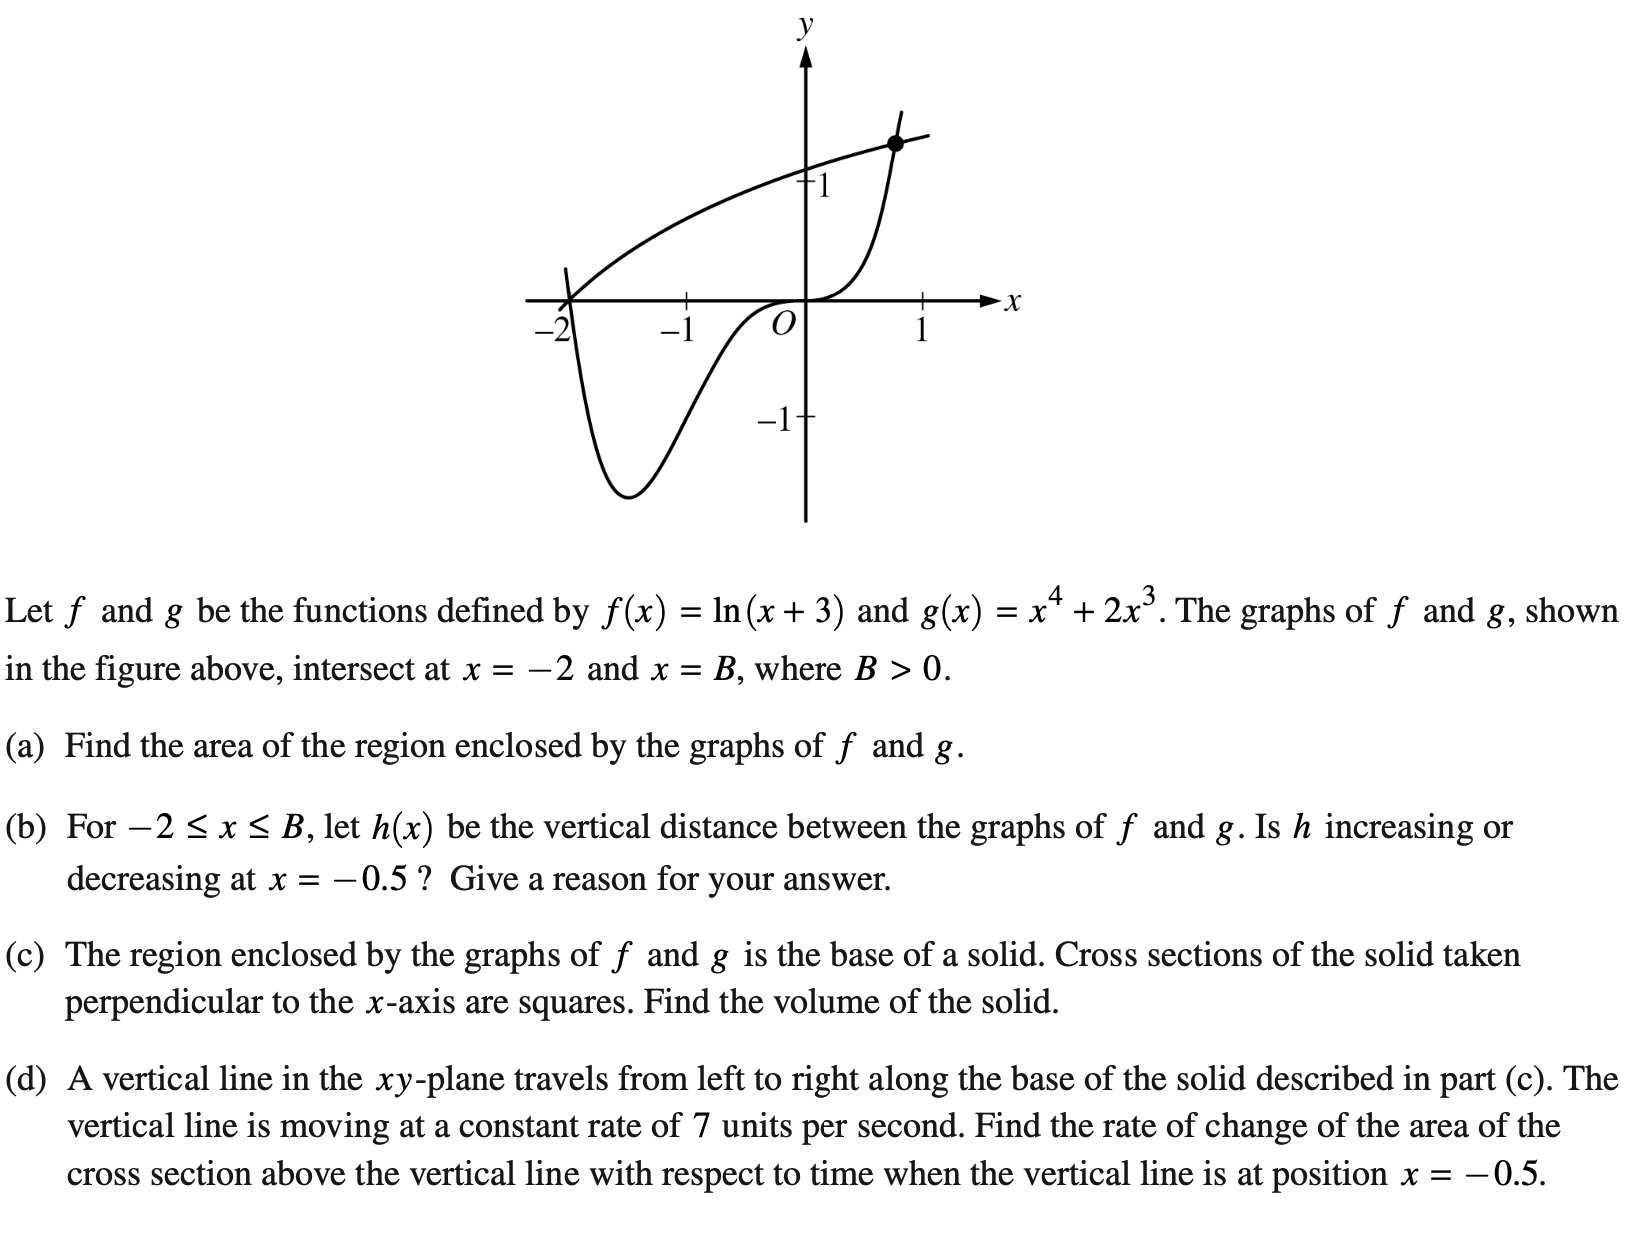 y
1
x
-2
-1
O
1
-1
Let f and g be the functions defined by f(x) = ln(x + 3) and g(x) = x⁴ + 2x³. The graphs of f and g, shown
in the figure above, intersect at x = −2 and x = B, where B > 0.
(a) Find the area of the region enclosed by the graphs of f and g.
(b) For −2 ≤ x ≤ B, let h(x) be the vertical distance between the graphs of f and g. Is h increasing or
decreasing at x = −0.5 ? Give a reason for your answer.
(c) The region enclosed by the graphs of f and g is the base of a solid. Cross sections of the solid taken
perpendicular to the x-axis are squares. Find the volume of the solid.
(d) A vertical line in the xy-plane travels from left to right along the base of the solid described in part (c). The
vertical line is moving at a constant rate of 7 units per second. Find the rate of change of the area of the
cross section above the vertical line with respect to time when the vertical line is at position x = −0.5.